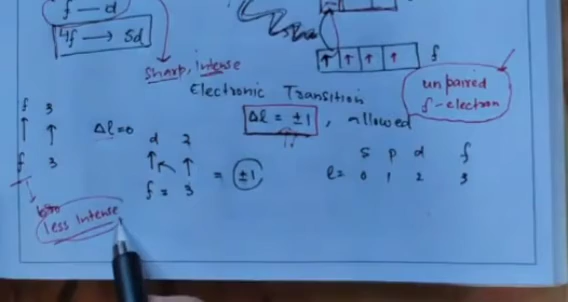 f — d
4f → 5d
sharp, intense
↑ ↑ ↑ ↑ f
Electronic Transition
unpaired
f-electron
Δl = ±1, allowed
f 3
↑ ↑
f 3
Δl=0
d 2
f = 3 = ±1
s p d f
l= 0 1 2 3
less intense